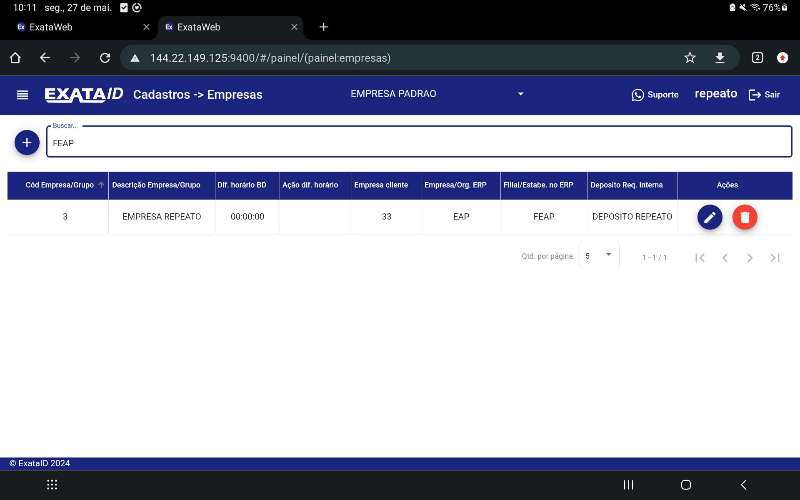 10:11 seg., 27 de mai. 76%
Ex ExataWeb
Ex ExataWeb
144.22.149.125:9400/#/painel/(painel:empresas) 2
EXATAID Cadastros -> Empresas EMPRESA PADRAO Suporte repeato Sair
Buscar...
FEAP
Cód Empresa/Grupo Descrição Empresa/Grupo Dif. horário BD Ação dif. horário Empresa cliente Empresa/Org. ERP Filial/Estabe. no ERP Deposito Req. Interna Ações
3 EMPRESA REPEATO 00:00:00 33 EAP FEAP DEPOSITO REPEATO
Qtd. por página: 5 1 - 1 / 1
© ExataID 2024